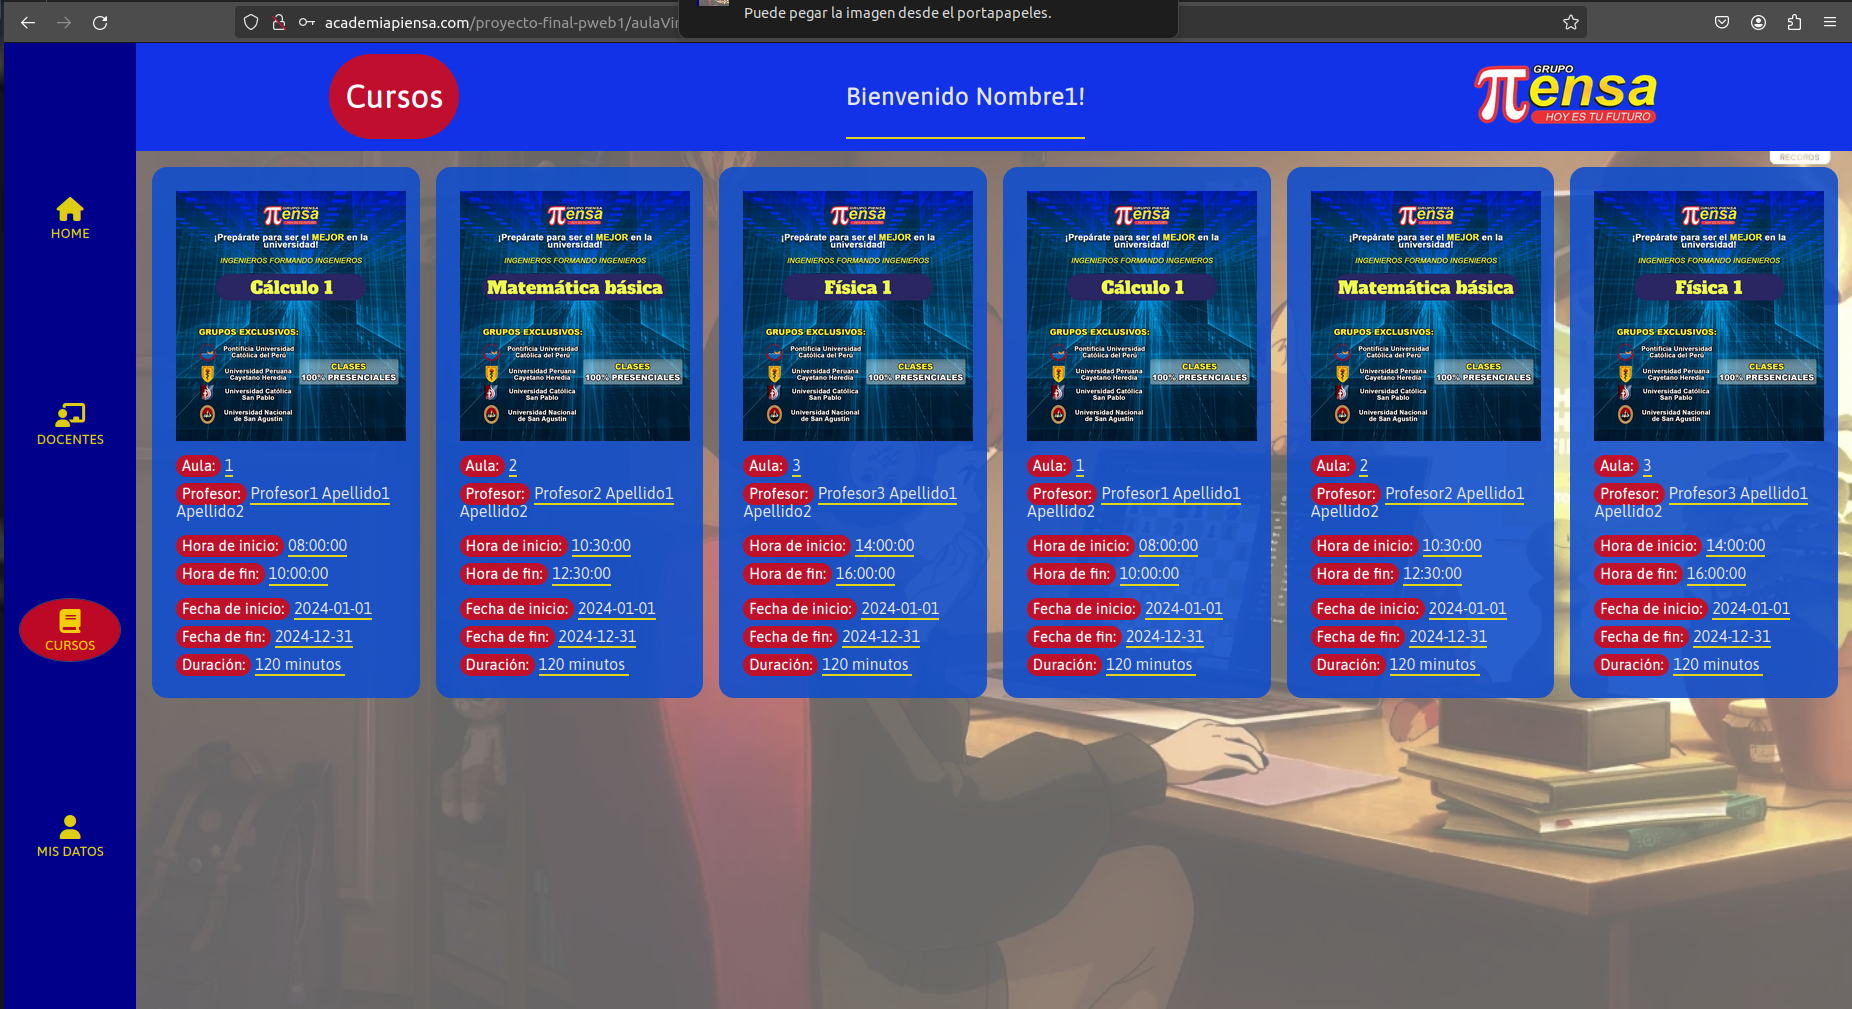 Puede pegar la imagen desde el portapapeles.
academiapiensa.com/proyecto-final-pweb1/aulaVi
Cursos
Bienvenido Nombre1!
GRUPO
πensa
HOY ES TU FUTURO
RECORDS
HOME
DOCENTES
CURSOS
MIS DATOS
GRUPO PIENSA
πensa
¡Prepárate para ser el MEJOR en la
universidad!
INGENIEROS FORMANDO INGENIEROS
Cálculo 1
GRUPOS EXCLUSIVOS:
Pontificia Universidad
Católica del Perú
Universidad Peruana
Cayetano Heredia
Universidad Católica
San Pablo
Universidad Nacional
de San Agustín
CLASES
100% PRESENCIALES
Aula: 1
Profesor: Profesor1 Apellido1
Apellido2
Hora de inicio: 08:00:00
Hora de fin: 10:00:00
Fecha de inicio: 2024-01-01
Fecha de fin: 2024-12-31
Duración: 120 minutos
GRUPO PIENSA
πensa
¡Prepárate para ser el MEJOR en la
universidad!
INGENIEROS FORMANDO INGENIEROS
Matemática básica
GRUPOS EXCLUSIVOS:
Pontificia Universidad
Católica del Perú
Universidad Peruana
Cayetano Heredia
Universidad Católica
San Pablo
Universidad Nacional
de San Agustín
CLASES
100% PRESENCIALES
Aula: 2
Profesor: Profesor2 Apellido1
Apellido2
Hora de inicio: 10:30:00
Hora de fin: 12:30:00
Fecha de inicio: 2024-01-01
Fecha de fin: 2024-12-31
Duración: 120 minutos
GRUPO PIENSA
πensa
¡Prepárate para ser el MEJOR en la
universidad!
INGENIEROS FORMANDO INGENIEROS
Física 1
GRUPOS EXCLUSIVOS:
Pontificia Universidad
Católica del Perú
Universidad Peruana
Cayetano Heredia
Universidad Católica
San Pablo
Universidad Nacional
de San Agustín
CLASES
100% PRESENCIALES
Aula: 3
Profesor: Profesor3 Apellido1
Apellido2
Hora de inicio: 14:00:00
Hora de fin: 16:00:00
Fecha de inicio: 2024-01-01
Fecha de fin: 2024-12-31
Duración: 120 minutos
GRUPO PIENSA
πensa
¡Prepárate para ser el MEJOR en la
universidad!
INGENIEROS FORMANDO INGENIEROS
Cálculo 1
GRUPOS EXCLUSIVOS:
Pontificia Universidad
Católica del Perú
Universidad Peruana
Cayetano Heredia
Universidad Católica
San Pablo
Universidad Nacional
de San Agustín
CLASES
100% PRESENCIALES
Aula: 1
Profesor: Profesor1 Apellido1
Apellido2
Hora de inicio: 08:00:00
Hora de fin: 10:00:00
Fecha de inicio: 2024-01-01
Fecha de fin: 2024-12-31
Duración: 120 minutos
GRUPO PIENSA
πensa
¡Prepárate para ser el MEJOR en la
universidad!
INGENIEROS FORMANDO INGENIEROS
Matemática básica
GRUPOS EXCLUSIVOS:
Pontificia Universidad
Católica del Perú
Universidad Peruana
Cayetano Heredia
Universidad Católica
San Pablo
Universidad Nacional
de San Agustín
CLASES
100% PRESENCIALES
Aula: 2
Profesor: Profesor2 Apellido1
Apellido2
Hora de inicio: 10:30:00
Hora de fin: 12:30:00
Fecha de inicio: 2024-01-01
Fecha de fin: 2024-12-31
Duración: 120 minutos
GRUPO PIENSA
πensa
¡Prepárate para ser el MEJOR en la
universidad!
INGENIEROS FORMANDO INGENIEROS
Física 1
GRUPOS EXCLUSIVOS:
Pontificia Universidad
Católica del Perú
Universidad Peruana
Cayetano Heredia
Universidad Católica
San Pablo
Universidad Nacional
de San Agustín
CLASES
100% PRESENCIALES
Aula: 3
Profesor: Profesor3 Apellido1
Apellido2
Hora de inicio: 14:00:00
Hora de fin: 16:00:00
Fecha de inicio: 2024-01-01
Fecha de fin: 2024-12-31
Duración: 120 minutos